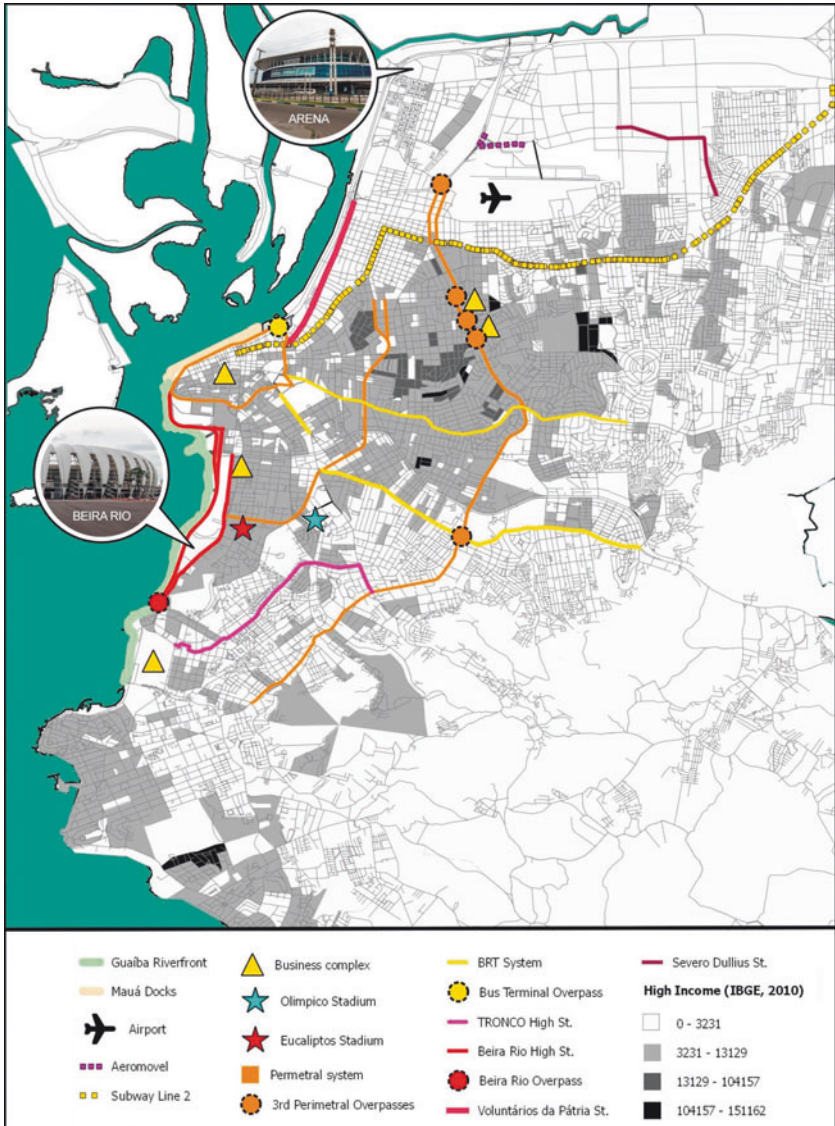 ARENA
BEIRA RIO
Guaíba Riverfront
Mauá Docks
Airport
Aeromovel
Subway Line 2
Business complex
Olimpico Stadium
Eucaliptos Stadium
Permetral system
3rd Perimetral Overpasses
BRT System
Bus Terminal Overpass
TRONCO High St.
Beira Rio High St.
Beira Rio Overpass
Voluntários da Pátria St.
Severo Dullius St.
High Income (IBGE, 2010)
0 - 3231
3231 - 13129
13129 - 104157
104157 - 151162